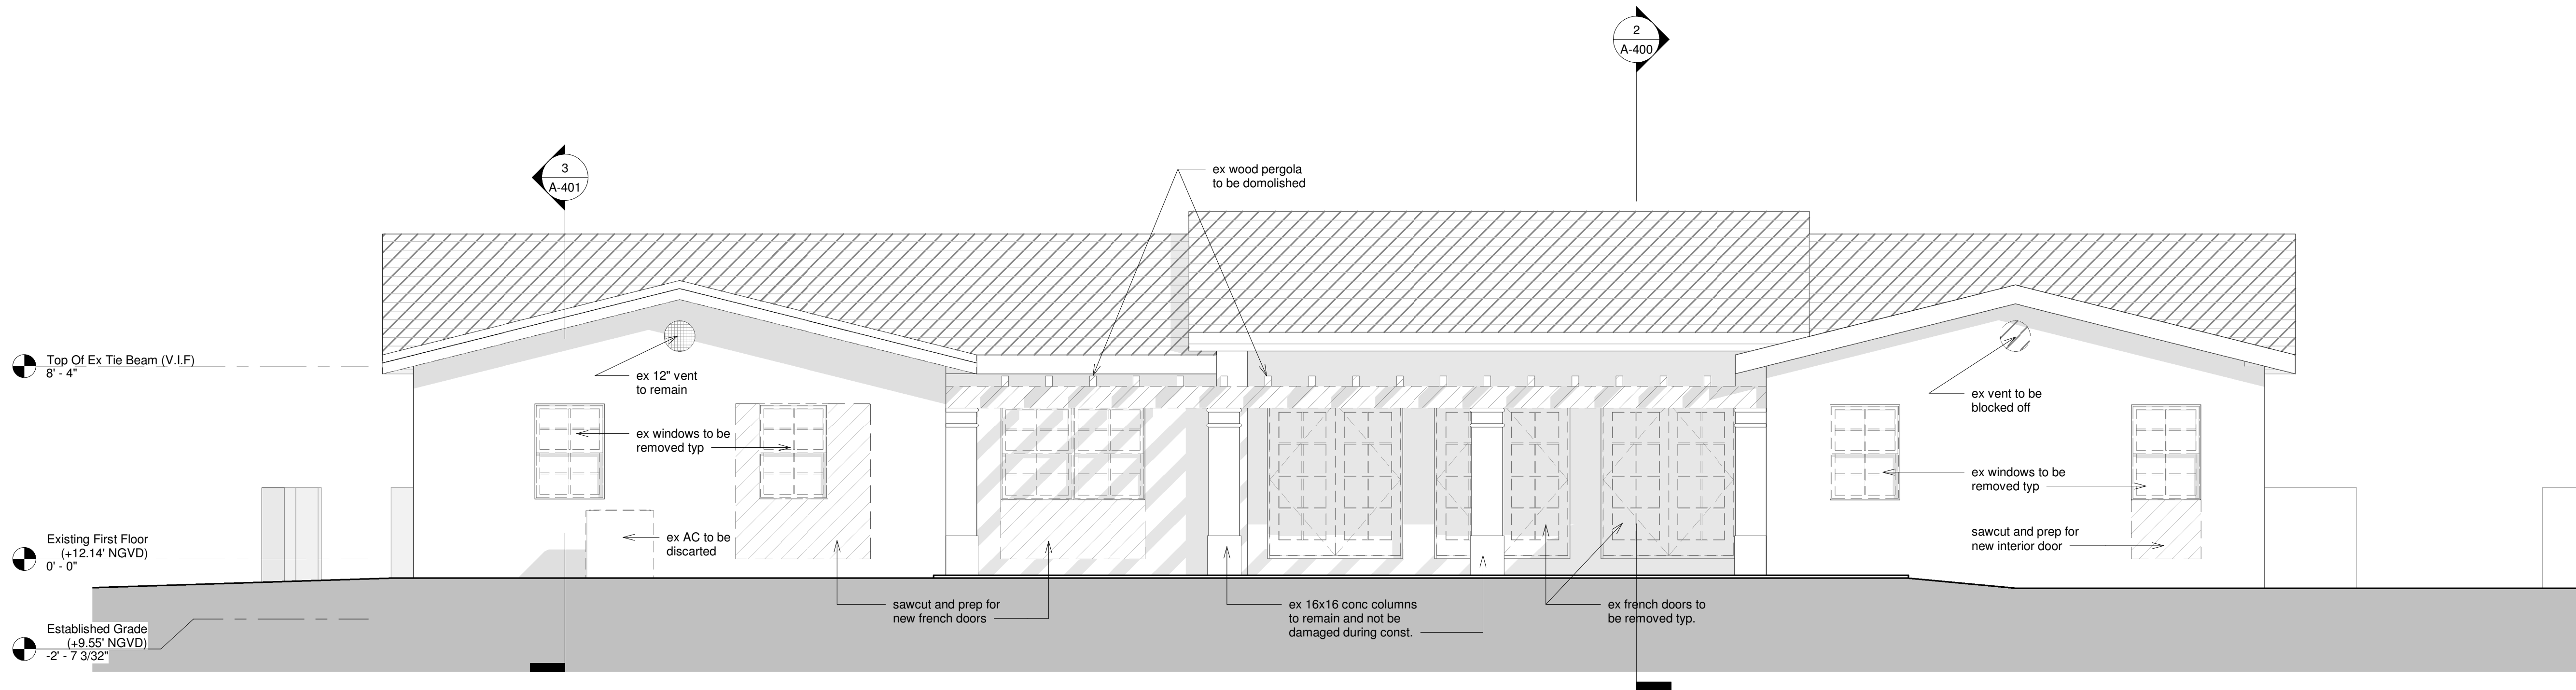 2
A-400
3
A-401
ex wood pergola
to be domolished
Top Of Ex Tie Beam (V.I.F)
8' - 4"
ex 12" vent
to remain
ex vent to be
blocked off
ex windows to be
removed typ
ex windows to be
removed typ
ex AC to be
discarted
sawcut and prep for
new interior door
Existing First Floor
(+12.14' NGVD)
0' - 0"
sawcut and prep for
new french doors
ex 16x16 conc columns
to remain and not be
damaged during const.
ex french doors to
be removed typ.
Established Grade
(+9.55' NGVD)
-2' - 7 3/32"